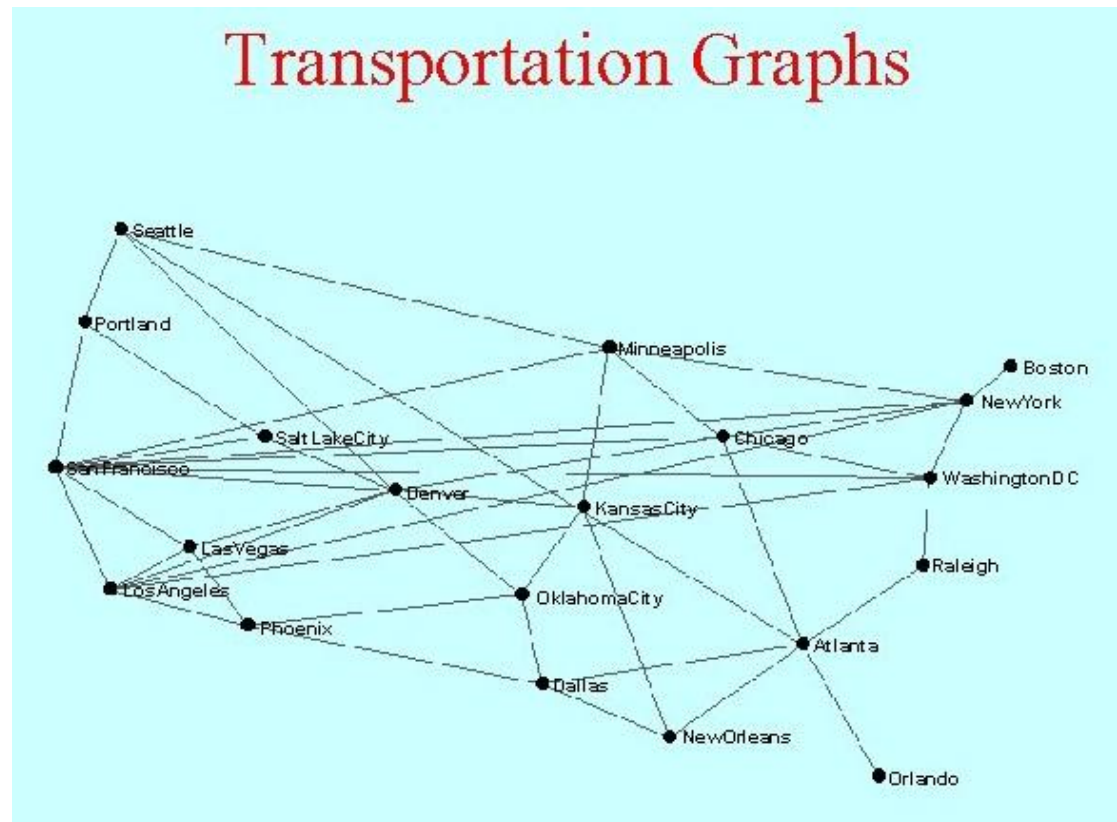 Transportation Graphs
Seattle
Portland
Minneapolis
Boston
NewYork
SaltLakeCity
Chicago
SanFrancisco
WashingtonDC
Denver
KansasCity
LasVegas
Raleigh
LosAngeles
OklahomaCity
Phoenix
Atlanta
Dallas
NewOrleans
Orlando